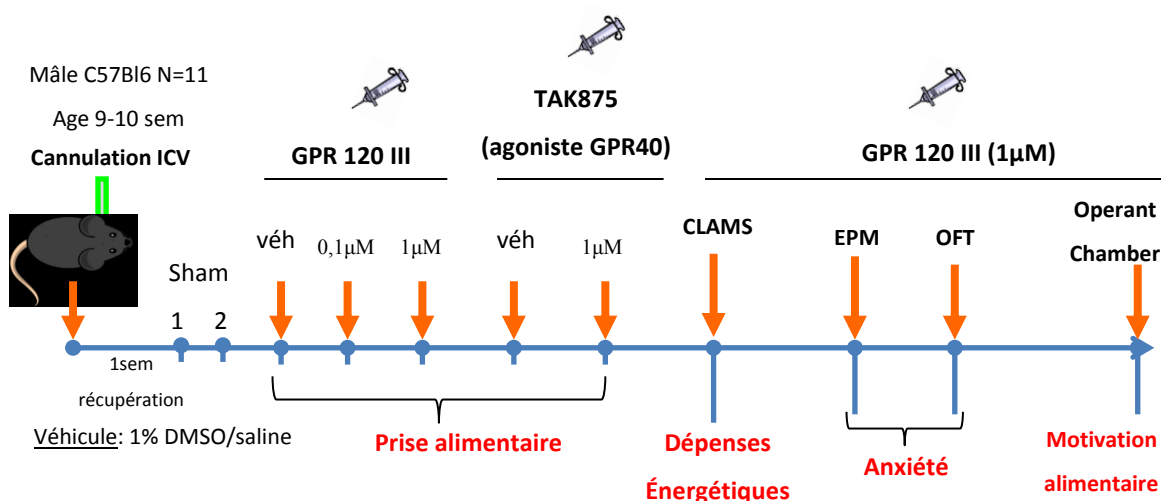 Mâle C57Bl6 N=11
Age 9-10 sem
Cannulation ICV
GPR 120 III
TAK875
(agoniste GPR40)
GPR 120 III (1µM)
Sham
1
2
véh
0,1µM
1µM
véh
1µM
CLAMS
EPM
OFT
Operant
Chamber
1sem
récupération
Véhicule: 1% DMSO/saline
Prise alimentaire
Dépenses
Énergétiques
Anxiété
Motivation
alimentaire